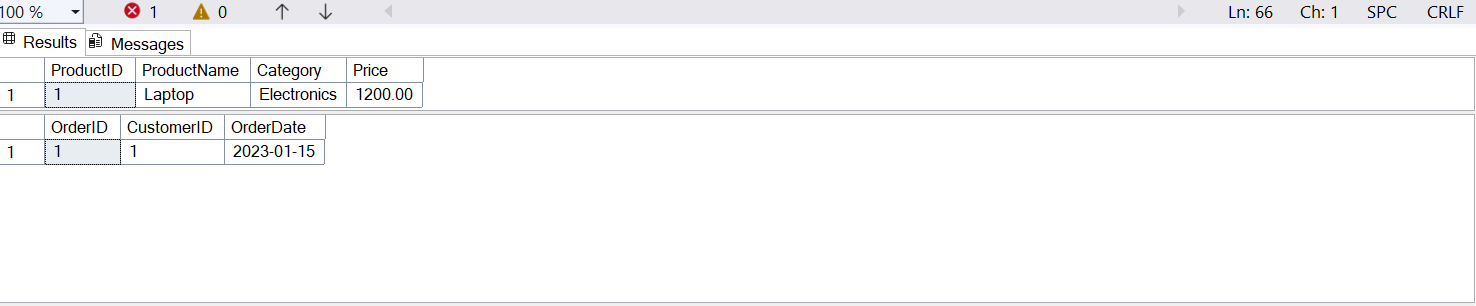 100 % 1 0 Ln: 66 Ch: 1 SPC CRLF
Results Messages
ProductID ProductName Category Price
1 1 Laptop Electronics 1200.00
OrderID CustomerID OrderDate
1 1 1 2023-01-15